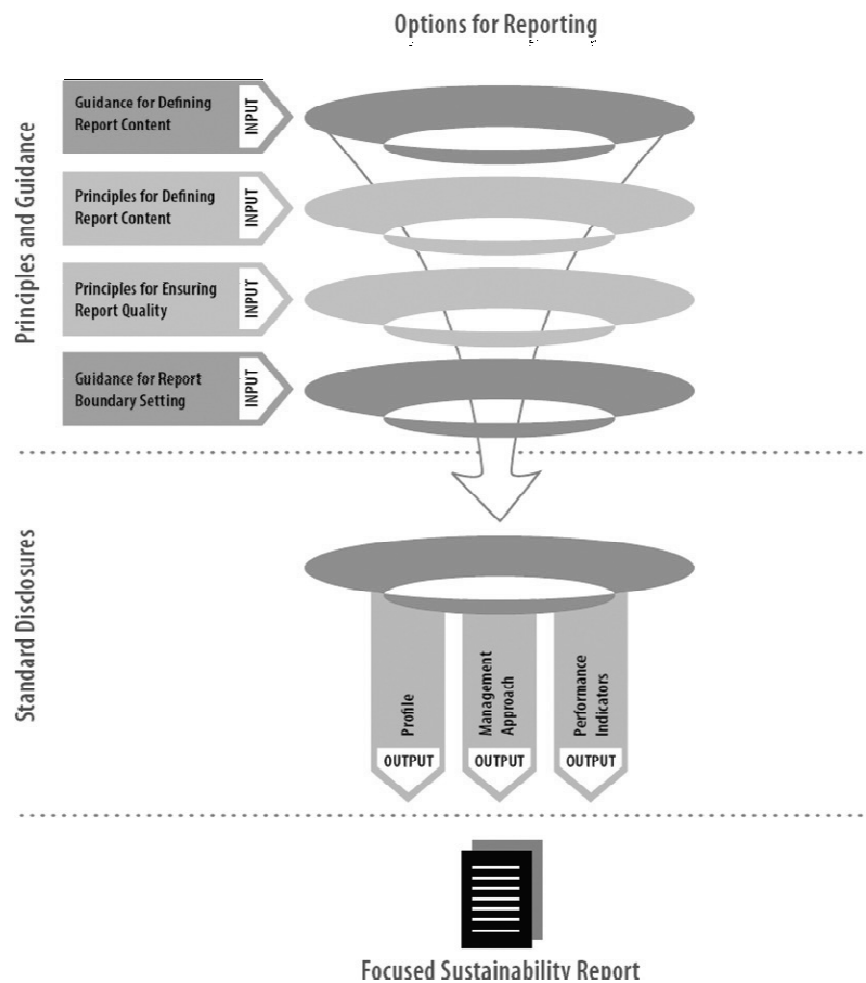 Options for Reporting
Principles and Guidance
Guidance for Defining
Report Content
INPUT
Principles for Defining
Report Content
INPUT
Principles for Ensuring
Report Quality
INPUT
Guidance for Report
Boundary Setting
INPUT
Standard Disclosures
Profile
OUTPUT
Management
Approach
OUTPUT
Performance
Indicators
OUTPUT
Focused Sustainability Report